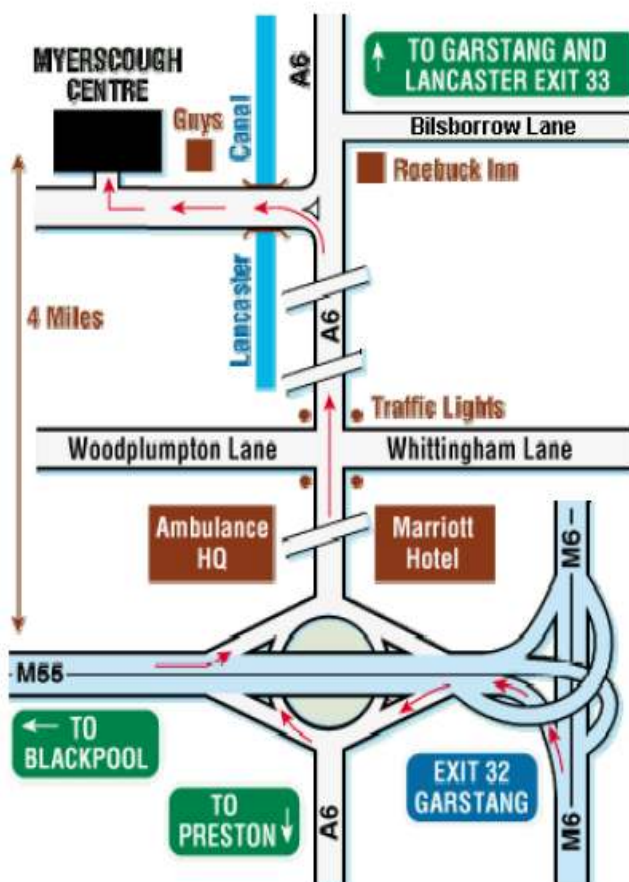 MYERSCOUGH
CENTRE
Guys
Canal
A6
TO GARSTANG AND
LANCASTER EXIT 33
Bilsborrow Lane
Roebuck Inn
4 Miles
Lancaster
A6
Traffic Lights
Woodplumpton Lane
Whittingham Lane
Ambulance
HQ
Marriott
Hotel
M6
M55
TO
BLACKPOOL
TO
PRESTON
A6
EXIT 32
GARSTANG
M6
M6